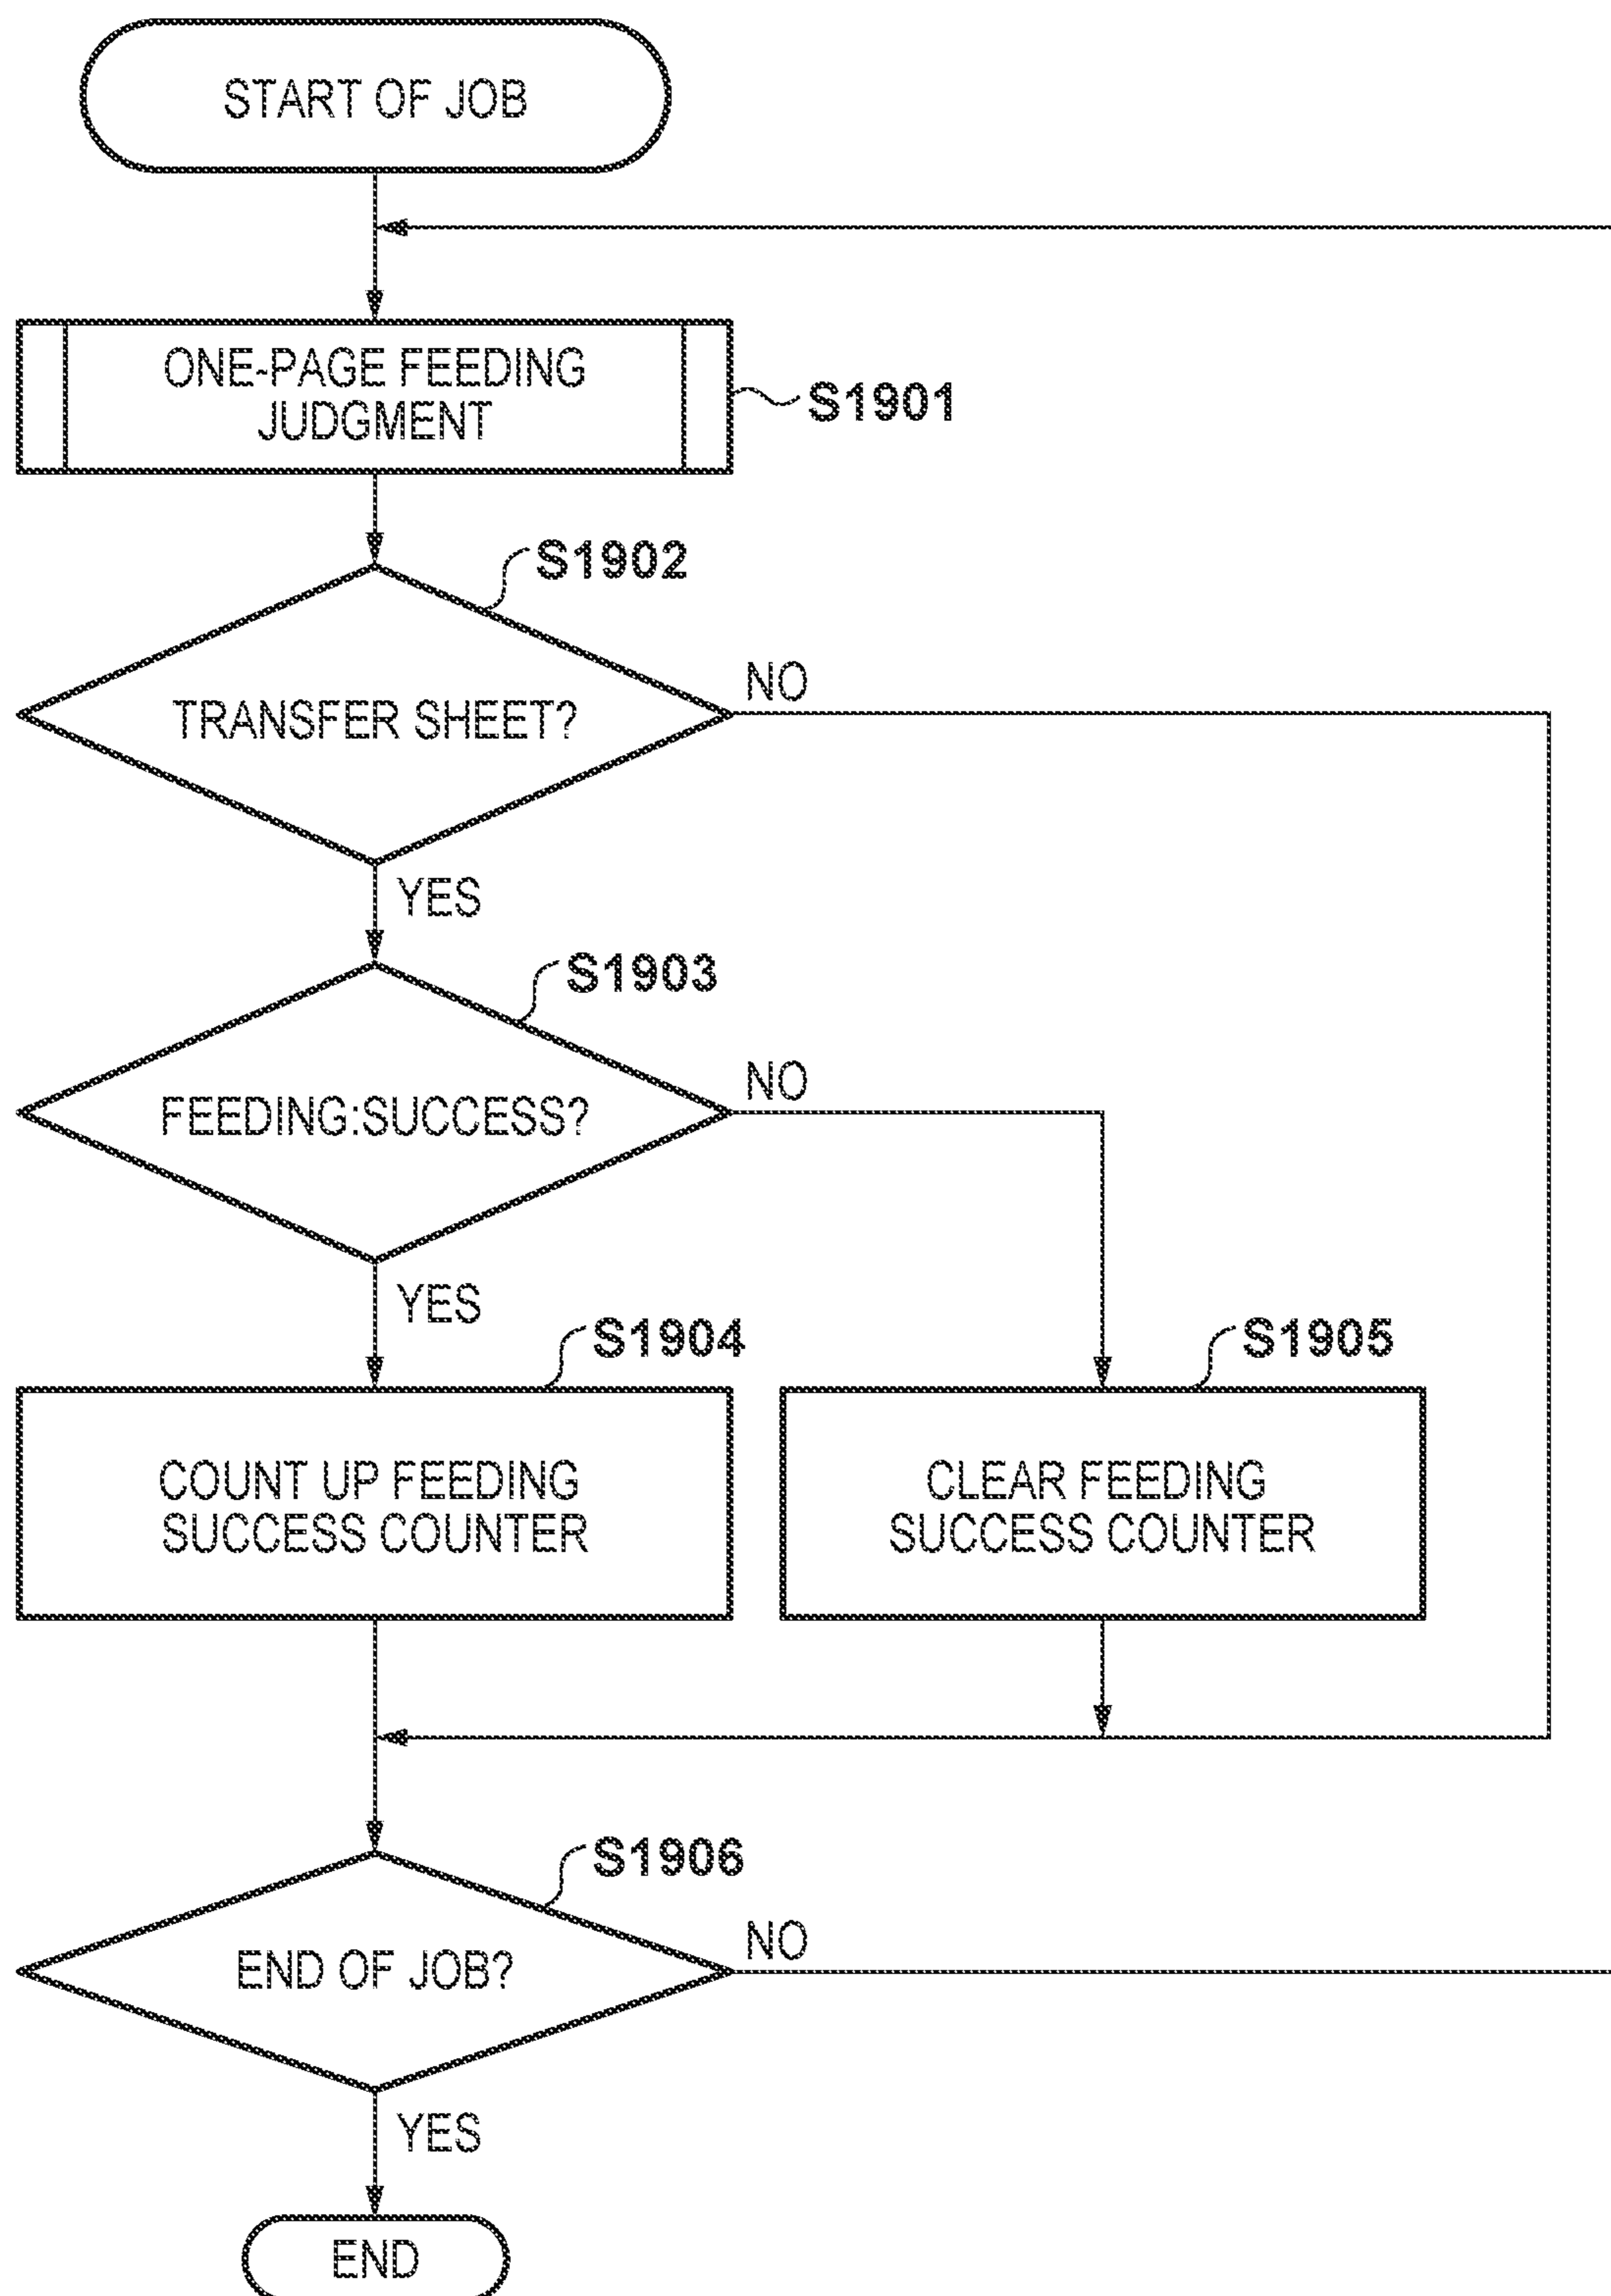 START OF JOB
ONE-PAGE FEEDING
JUDGMENT
S1901
S1902
TRANSFER SHEET?
NO
YES
S1903
FEEDING:SUCCESS?
NO
YES
S1904
S1905
COUNT UP FEEDING
SUCCESS COUNTER
CLEAR FEEDING
SUCCESS COUNTER
S1906
END OF JOB?
NO
YES
END